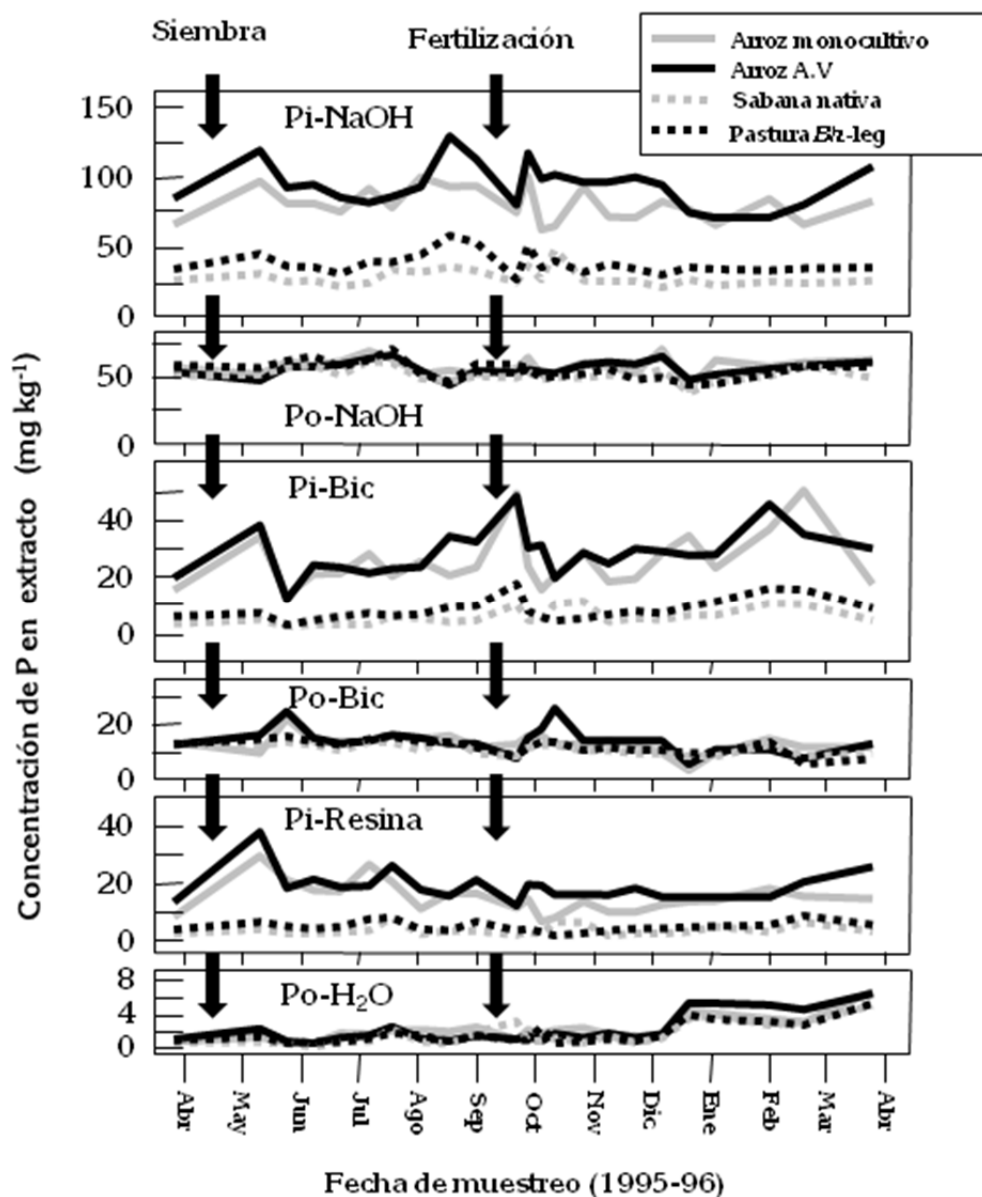 Siembra
Fertilización
Arroz monocultivo
Arroz A.V
Sabana nativa
Pastura Bh-leg
Concentración de P en extracto (mg kg⁻¹)
Pi-NaOH
150
100
50
0
50
Po-NaOH
0
Pi-Bic
40
20
0
Po-Bic
20
0
Pi-Resina
40
20
0
Po-H₂O
8
4
0
Abr
May
Jun
Jul
Ago
Sep
Oct
Nov
Dic
Ene
Feb
Mar
Abr
Fecha de muestreo (1995-96)